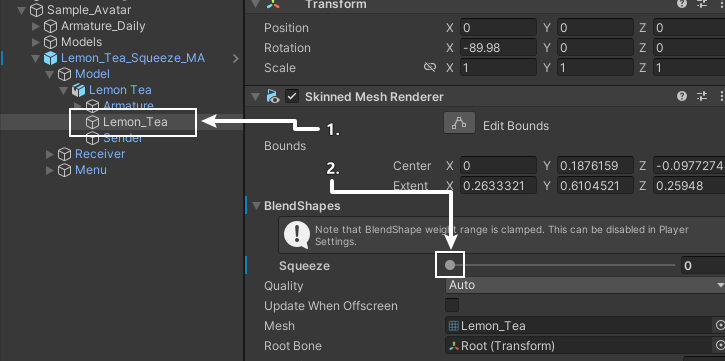 Sample_Avatar
Armature_Daily
Models
Lemon_Tea_Squeeze_MA
Model
Lemon Tea
Armature
Lemon_Tea
Sender
Receiver
Menu
1.
2.
Transform
Position X 0 Y 0 Z 0
Rotation X -89.98 Y 0 Z 0
Scale X 1 Y 1 Z 1
Skinned Mesh Renderer
Edit Bounds
Bounds
Center X 0 Y 0.1876159 Z -0.0977274
Extent X 0.2633321 Y 0.6104521 Z 0.25948
BlendShapes
Note that BlendShape weight range is clamped. This can be disabled in Player
Settings.
Squeeze 0
Quality Auto
Update When Offscreen
Mesh Lemon_Tea
Root Bone Root (Transform)